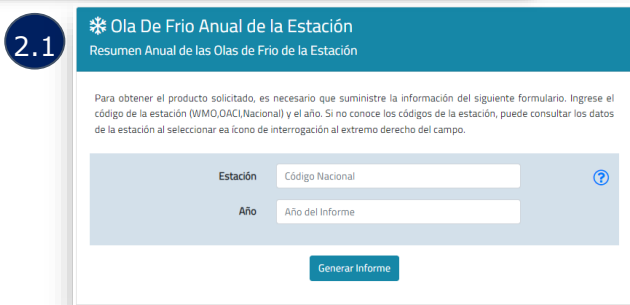 2.1
Ola De Frio Anual de la Estación
Resumen Anual de las Olas de Frio de la Estación
Para obtener el producto solicitado, es necesario que suministre la información del siguiente formulario. Ingrese el
código de la estación (WMO,OACI,Nacional) y el año. Si no conoce los códigos de la estación, puede consultar los datos
de la estación al seleccionar ea ícono de interrogación al extremo derecho del campo.
Estación Código Nacional ?
Año Año del Informe
Generar Informe